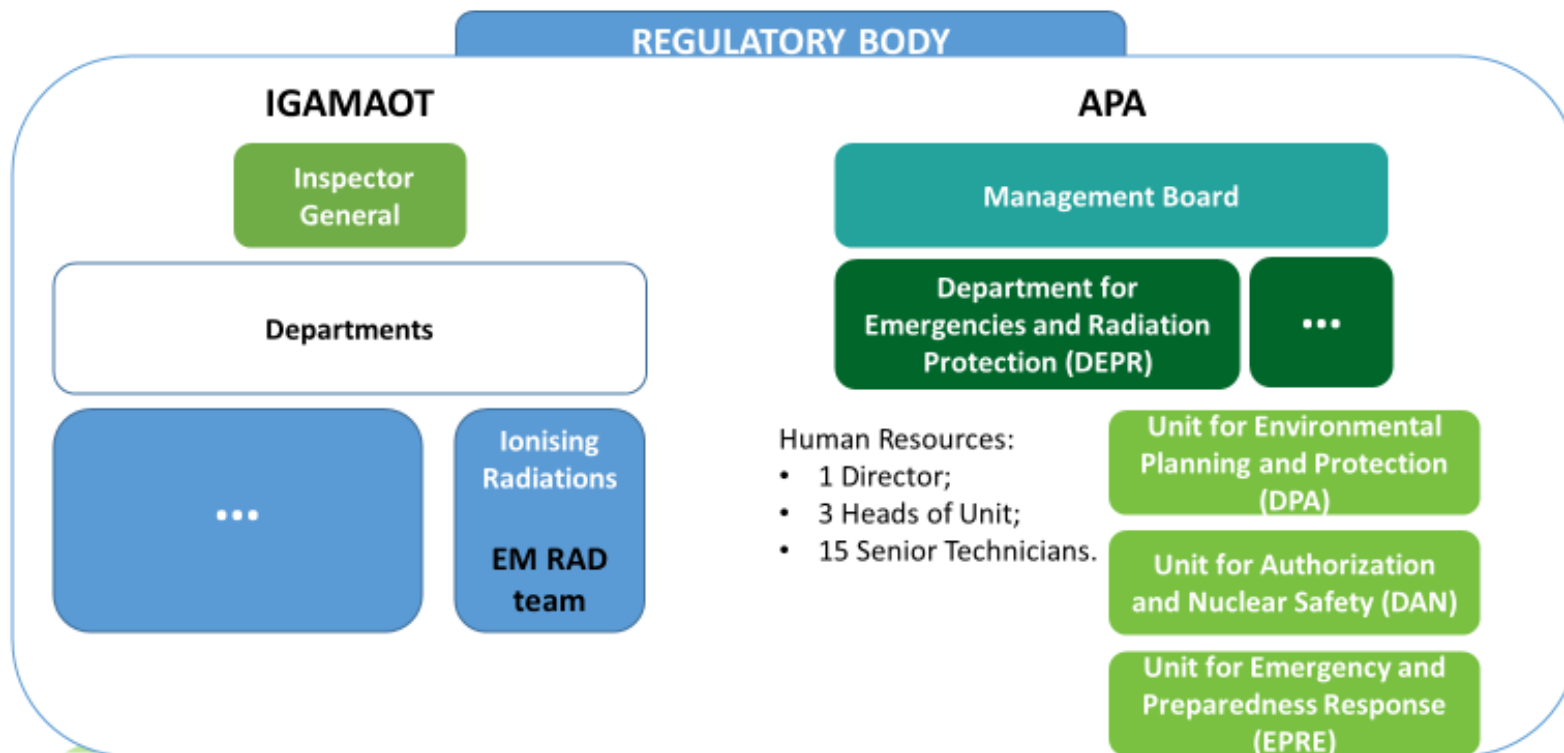 REGULATORY BODY
IGAMAOT
Inspector
General
Departments
...
Ionising
Radiations
EM RAD
team
APA
Management Board
Department for
Emergencies and Radiation
Protection (DEPR)
...
Human Resources:
• 1 Director;
• 3 Heads of Unit;
• 15 Senior Technicians.
Unit for Environmental
Planning and Protection
(DPA)
Unit for Authorization
and Nuclear Safety (DAN)
Unit for Emergency and
Preparedness Response
(EPRE)